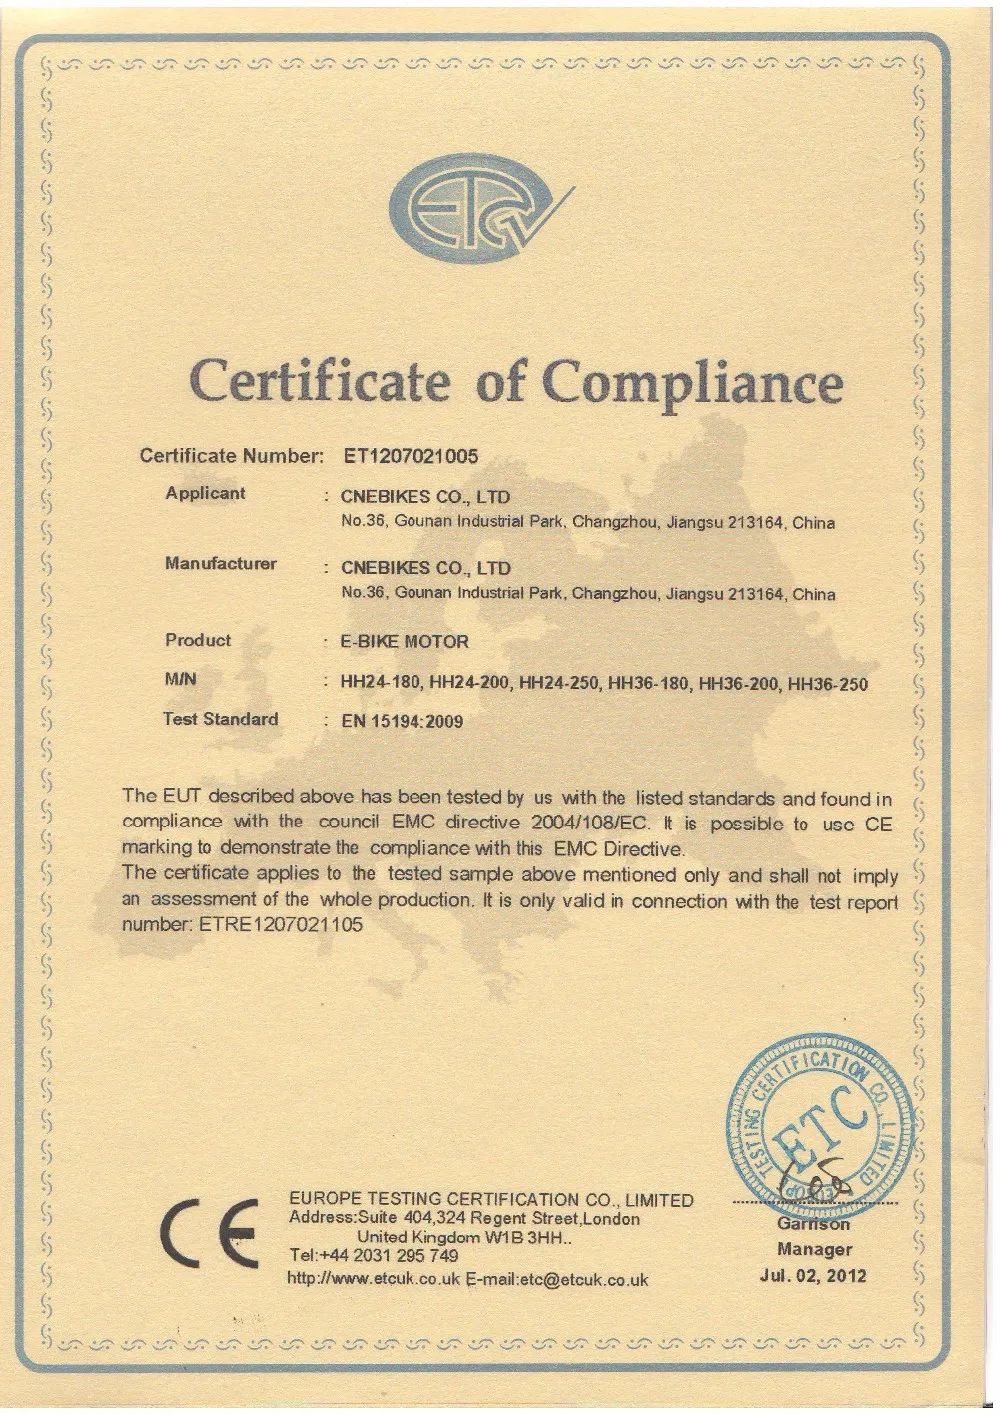 ETC
Certificate of Compliance
Certificate Number: ET1207021005
Applicant : CNEBIKES CO., LTD
No.36, Gounan Industrial Park, Changzhou, Jiangsu 213164, China
Manufacturer : CNEBIKES CO., LTD
No.36, Gounan Industrial Park, Changzhou, Jiangsu 213164, China
Product : E-BIKE MOTOR
M/N : HH24-180, HH24-200, HH24-250, HH36-180, HH36-200, HH36-250
Test Standard : EN 15194:2009
The EUT described above has been tested by us with the listed standards and found in
compliance with the council EMC directive 2004/108/EC. It is possible to use CE
marking to demonstrate the compliance with this EMC Directive.
The certificate applies to the tested sample above mentioned only and shall not imply
an assessment of the whole production. It is only valid in connection with the test report
number: ETRE1207021105
CE
EUROPE TESTING CERTIFICATION CO., LIMITED
Address:Suite 404,324 Regent Street,London
United Kingdom W1B 3HH..
Tel:+44 2031 295 749
http://www.etcuk.co.uk E-mail:etc@etcuk.co.uk
EUROPE TESTING CERTIFICATION CO., LIMITED
ETC
Garrison
Manager
Jul. 02, 2012